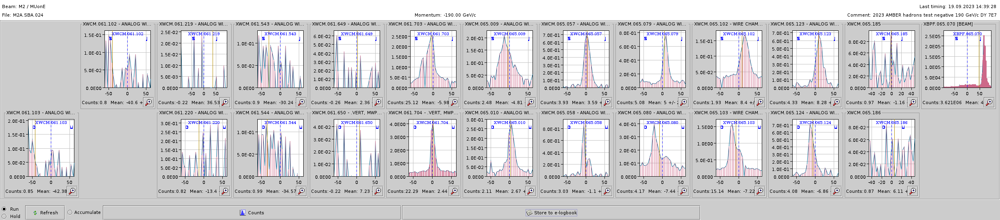 Beam: M2 / MUonE
Last timing: 19.09.2023 14:39:28
File: M2A.SBA.024
Momentum: -190.00 GeV/c
Comment: 2023 AMBER hadrons test negative 190 GeV/c DY 7E7
XWCM.061.102 - ANALOG WI...
XWCM.061.102
S J
1.5E-01
1.0E-01
5.0E-02
0.0E00
-50 0 50
Counts:0.8 Mean: -40.6 +
XWCM.061.219 - ANALOG WI...
XWCM.061.219
S J
2.5E-02
2.0E-02
1.5E-02
1.0E-02
5.0E-03
0.0E00
-50 0 50
Counts:-0.22 Mean: 36.53
XWCM.061.543 - ANALOG WI...
XWCM.061.543
S J
1.0E-01
5.0E-02
0.0E00
-50 0 50
Counts:0.9 Mean: -30.24
XWCM.061.649 - ANALOG WI...
XWCM.061.649
S J
6.0E-02
5.0E-02
4.0E-02
3.0E-02
2.0E-02
1.0E-02
0.0E00
-50 0 50
Counts:-0.26 Mean: 2.36
XWCM.061.703 - ANALOG WI...
XWCM.061.703
S J
2.5E00
2.0E00
1.5E00
1.0E00
5.0E-01
0.0E00
-50 0 50
Counts:25.12 Mean: -5.98
XWCM.065.009 - ANALOG WI...
XWCM.065.009
S J
2.0E-01
1.5E-01
1.0E-01
5.0E-02
0.0E00
-50 0 50
Counts:2.48 Mean: -4.81
XWCM.065.057 - ANALOG WI...
XWCM.065.057
S J
7.0E-01
6.0E-01
5.0E-01
4.0E-01
3.0E-01
2.0E-01
1.0E-01
0.0E00
-50 0 50
Counts:3.93 Mean: 3.59 +
XWCM.065.079 - ANALOG WI...
XWCM.065.079
S J
8.0E-01
6.0E-01
4.0E-01
2.0E-01
0.0E00
-50 0 50
Counts:5.08 Mean: 5 +/-
XWCM.065.102 - WIRE CHAM...
XWCM.065.102
S J
1.5E-01
1.0E-01
5.0E-02
0.0E00
-50 0 50
Counts:1.93 Mean: 8.4 +/
XWCM.065.123 - ANALOG WI...
XWCM.065.123
S J
7.0E-01
6.0E-01
5.0E-01
4.0E-01
3.0E-01
2.0E-01
1.0E-01
0.0E00
-50 0 50
Counts:4.33 Mean: 8.28 +
XWCM.065.185
XWCM.065.185
S J
8.0E-02
6.0E-02
4.0E-02
2.0E-02
0.0E00
-40 -20 0 20 40
Counts:0.97 Mean: -1.16
XBPF.065.070 [BEAM]
XBPF.065.070
S J
2.5E05
2.0E05
1.5E05
1.0E05
5.0E04
0.0E00
-50 0 50
Counts:3.621E06 Mean: 4
XWCM.061.103 - ANALOG WI...
XWCM.061.103
D U
2.0E-01
1.5E-01
1.0E-01
5.0E-02
0.0E00
-50 0 50
Counts:0.85 Mean: -42.38
XWCM.061.220 - ANALOG WI...
XWCM.061.220
D U
3.0E-01
2.5E-01
2.0E-01
1.5E-01
1.0E-01
5.0E-02
0.0E00
-50 0 50
Counts:0.82 Mean: -13.4
XWCM.061.544 - ANALOG WI...
XWCM.061.544
D U
1.0E-01
5.0E-02
0.0E00
-50 0 50
Counts:0.99 Mean: -34.57
XWCM.061.650 - .VERT, MWP...
XWCM.061.650
D U
4.0E-02
3.0E-02
2.0E-02
1.0E-02
0.0E00
-50 0 50
Counts:-0.22 Mean: 7.23
XWCM.061.704 - .VERT, MWP...
XWCM.061.704
D U
4.0E00
3.0E00
2.0E00
1.0E00
0.0E00
-50 0 50
Counts:22.29 Mean: 2.44
XWCM.065.010 - ANALOG WI...
XWCM.065.010
D U
3.0E-01
2.5E-01
2.0E-01
1.5E-01
1.0E-01
5.0E-02
0.0E00
-50 0 50
Counts:2.11 Mean: 2.67 +
XWCM.065.058 - ANALOG WI...
XWCM.065.058
D U
8.0E-01
6.0E-01
4.0E-01
2.0E-01
0.0E00
-50 0 50
Counts:3.03 Mean: -1.1 +
XWCM.065.080 - ANALOG WI...
XWCM.065.080
D U
4.0E-01
3.0E-01
2.0E-01
1.0E-01
0.0E00
-50 0 50
Counts:4.17 Mean: -7.44
XWCM.065.103 - WIRE CHAM...
XWCM.065.103
D U
1.5E00
1.0E00
5.0E-01
0.0E00
-50 0 50
Counts:15.14 Mean: -7.22
XWCM.065.124 - ANALOG WI...
XWCM.065.124
D U
7.0E-01
6.0E-01
5.0E-01
4.0E-01
3.0E-01
2.0E-01
1.0E-01
0.0E00
-50 0 50
Counts:4.08 Mean: -6.86
XWCM.065.186
XWCM.065.186
D U
8.0E-02
6.0E-02
4.0E-02
2.0E-02
0.0E00
-40 -20 0 20 40
Counts:0.87 Mean: 6.11 +
Run
Hold
Refresh
Accumulate
Counts
Store to e-logbook